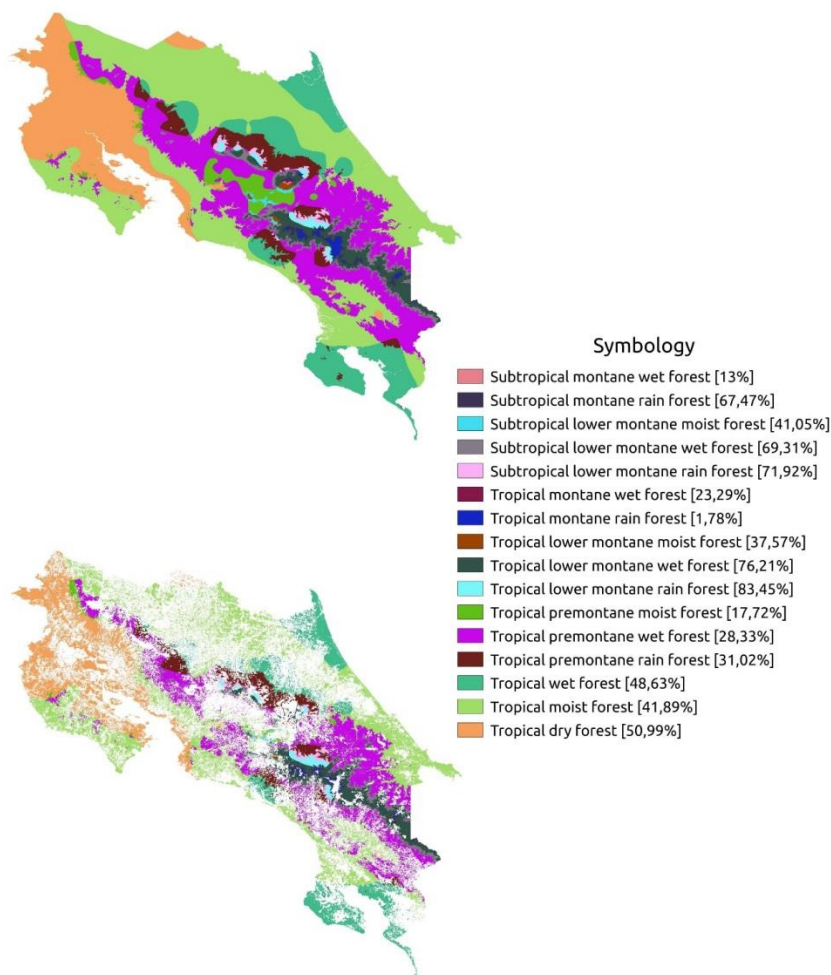 Symbology
Subtropical montane wet forest [13%]
Subtropical montane rain forest [67,47%]
Subtropical lower montane moist forest [41,05%]
Subtropical lower montane wet forest [69,31%]
Subtropical lower montane rain forest [71,92%]
Tropical montane wet forest [23,29%]
Tropical montane rain forest [1,78%]
Tropical lower montane moist forest [37,57%]
Tropical lower montane wet forest [76,21%]
Tropical lower montane rain forest [83,45%]
Tropical premontane moist forest [17,72%]
Tropical premontane wet forest [28,33%]
Tropical premontane rain forest [31,02%]
Tropical wet forest [48,63%]
Tropical moist forest [41,89%]
Tropical dry forest [50,99%]